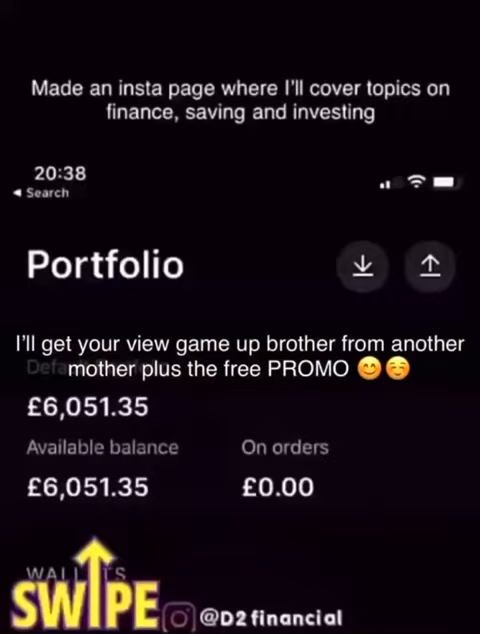 Made an insta page where I'll cover topics on
finance, saving and investing
20:38
◂ Search
Portfolio
I'll get your view game up brother from another
mother plus the free PROMO 😊☺️
£6,051.35
Available balance
On orders
£6,051.35
£0.00
WALLETS
SWIPE
@D2financial